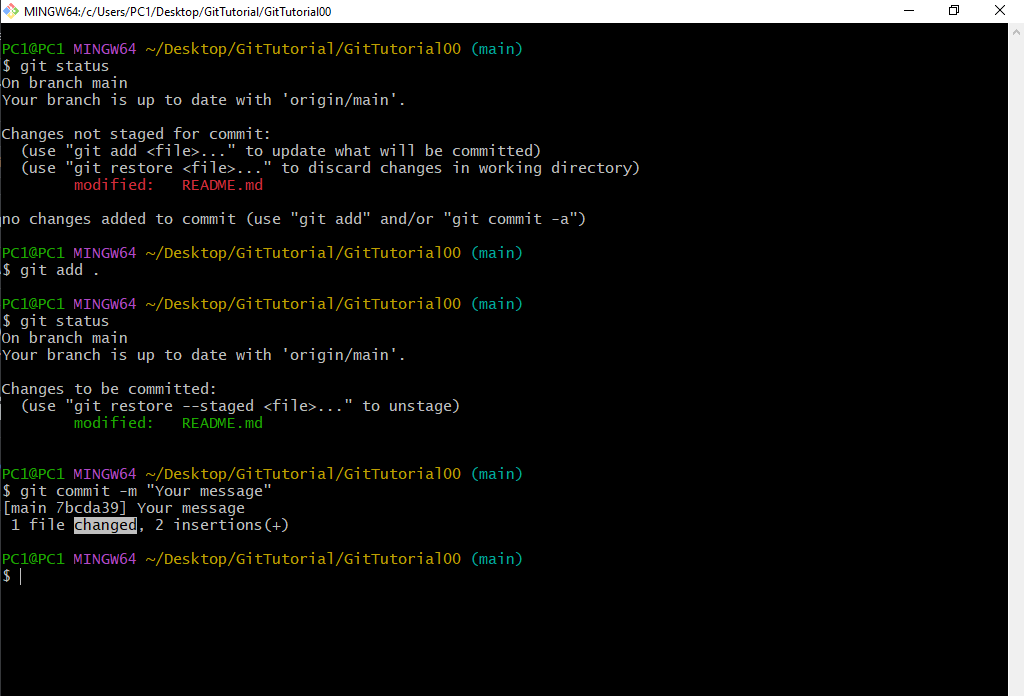 MINGW64:/c/Users/PC1/Desktop/GitTutorial/GitTutorial00
PC1@PC1 MINGW64 ~/Desktop/GitTutorial/GitTutorial00 (main)
$ git status
On branch main
Your branch is up to date with 'origin/main'.
Changes not staged for commit:
(use "git add <file>..." to update what will be committed)
(use "git restore <file>..." to discard changes in working directory)
modified: README.md
no changes added to commit (use "git add" and/or "git commit -a")
PC1@PC1 MINGW64 ~/Desktop/GitTutorial/GitTutorial00 (main)
$ git add .
PC1@PC1 MINGW64 ~/Desktop/GitTutorial/GitTutorial00 (main)
$ git status
On branch main
Your branch is up to date with 'origin/main'.
Changes to be committed:
(use "git restore --staged <file>..." to unstage)
modified: README.md
PC1@PC1 MINGW64 ~/Desktop/GitTutorial/GitTutorial00 (main)
$ git commit -m "Your message"
[main 7bcda39] Your message
1 file changed, 2 insertions(+)
PC1@PC1 MINGW64 ~/Desktop/GitTutorial/GitTutorial00 (main)
$